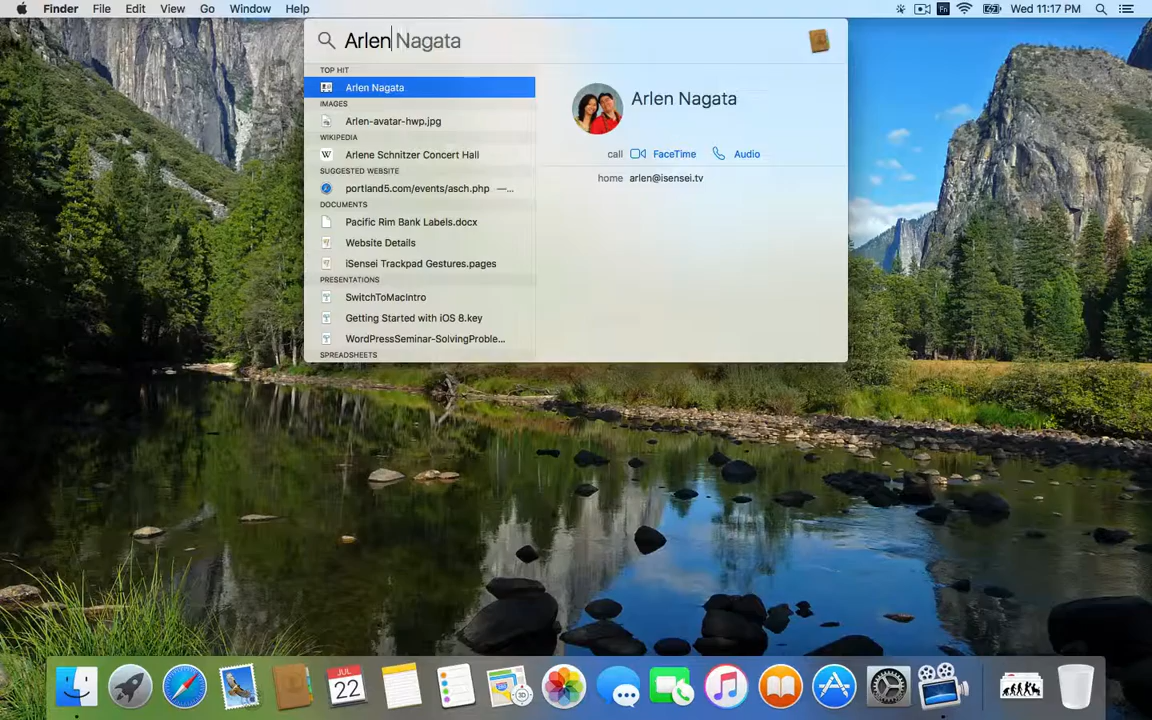 Finder File Edit View Go Window Help Wed 11:17 PM
Arlen Nagata
TOP HIT
Arlen Nagata
IMAGES
Arlen-avatar-hwp.jpg
WIKIPEDIA
W Arlene Schnitzer Concert Hall
SUGGESTED WEBSITE
portland5.com/events/asch.php —...
DOCUMENTS
Pacific Rim Bank Labels.docx
Website Details
iSensei Trackpad Gestures.pages
PRESENTATIONS
SwitchToMacIntro
Getting Started with iOS 8.key
WordPressSeminar-SolvingProble...
SPREADSHEETS
Arlen Nagata
call FaceTime Audio
home arlen@isensei.tv
JUL
22
3D